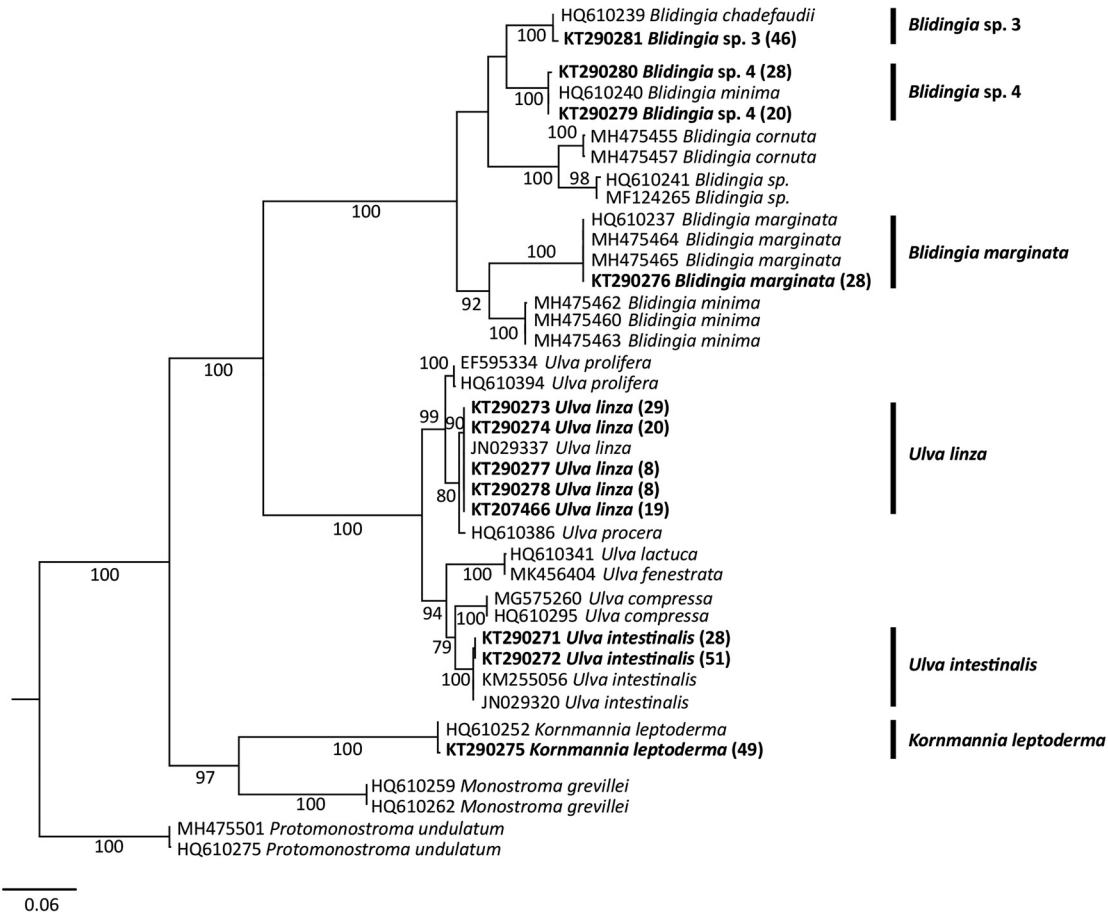 HQ610239 Blidingia chadefaudii
100
KT290281 Blidingia sp. 3 (46)
Blidingia sp. 3
KT290280 Blidingia sp. 4 (28)
100
HQ610240 Blidingia minima
Blidingia sp. 4
KT290279 Blidingia sp. 4 (20)
100
MH475455 Blidingia cornuta
MH475457 Blidingia cornuta
100
98
HQ610241 Blidingia sp.
MF124265 Blidingia sp.
100
HQ610237 Blidingia marginata
MH475464 Blidingia marginata
100
MH475465 Blidingia marginata
Blidingia marginata
KT290276 Blidingia marginata (28)
92
MH475462 Blidingia minima
MH475460 Blidingia minima
100
MH475463 Blidingia minima
100
100
EF595334 Ulva prolifera
HQ610394 Ulva prolifera
99
90
KT290273 Ulva linza (29)
KT290274 Ulva linza (20)
JN029337 Ulva linza
Ulva linza
KT290277 Ulva linza (8)
80
KT290278 Ulva linza (8)
KT207466 Ulva linza (19)
100
HQ610386 Ulva procera
HQ610341 Ulva lactuca
100
100
MK456404 Ulva fenestrata
94
MG575260 Ulva compressa
100
HQ610295 Ulva compressa
79
KT290271 Ulva intestinalis (28)
KT290272 Ulva intestinalis (51)
Ulva intestinalis
100
KM255056 Ulva intestinalis
JN029320 Ulva intestinalis
HQ610252 Kornmannia leptoderma
100
KT290275 Kornmannia leptoderma (49)
Kornmannia leptoderma
97
HQ610259 Monostroma grevillei
100
HQ610262 Monostroma grevillei
MH475501 Protomonostroma undulatum
100
HQ610275 Protomonostroma undulatum
0.06